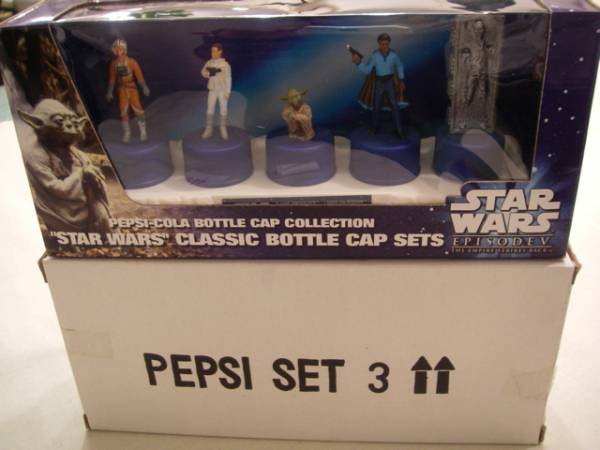 PEPSI-COLA BOTTLE CAP COLLECTION
"STAR WARS" CLASSIC BOTTLE CAP SETS
STAR
WARS
EPISODE V
THE EMPIRE STRIKES BACK
PEPSI SET 3